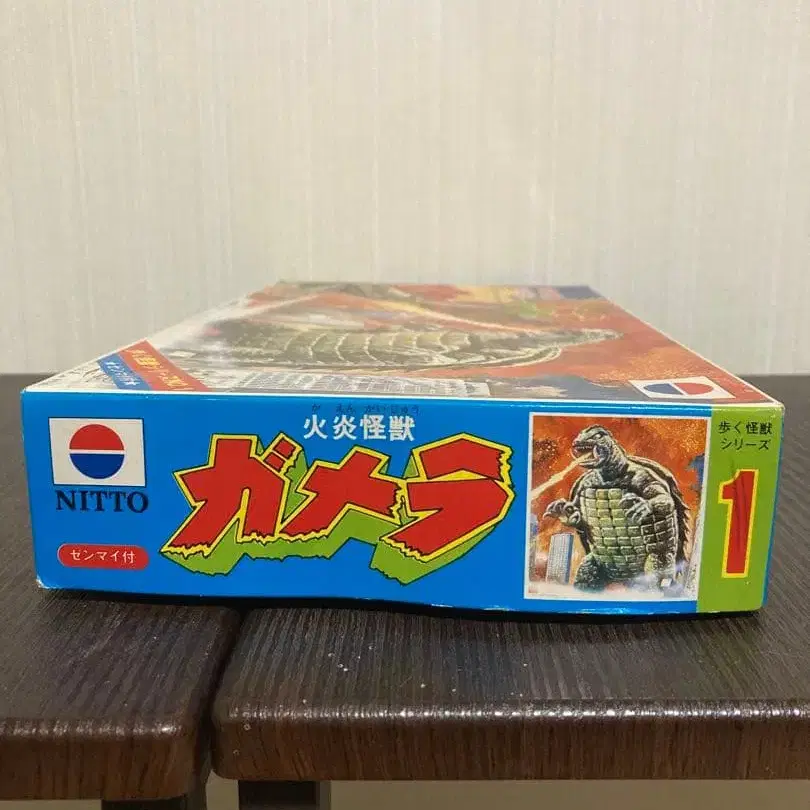 NITTO
ゼンマイ付
かえんかいじゅう
火炎怪獣
ガメラ
歩く怪獣
シリーズ
1